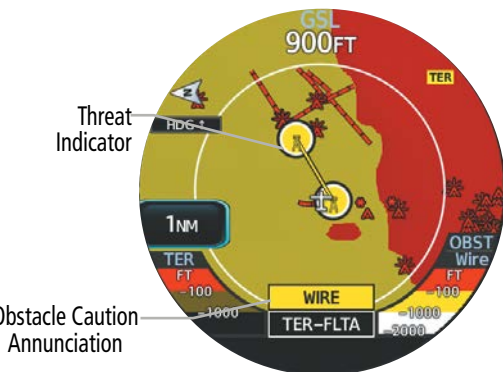 GSL
900FT
TER
Threat
Indicator
N
HDG ↑
1NM
TER
FT
-100
-1000
OBST
Wire
FT
-100
-1000
-2000
WIRE
TER-FLTA
Obstacle Caution
Annunciation